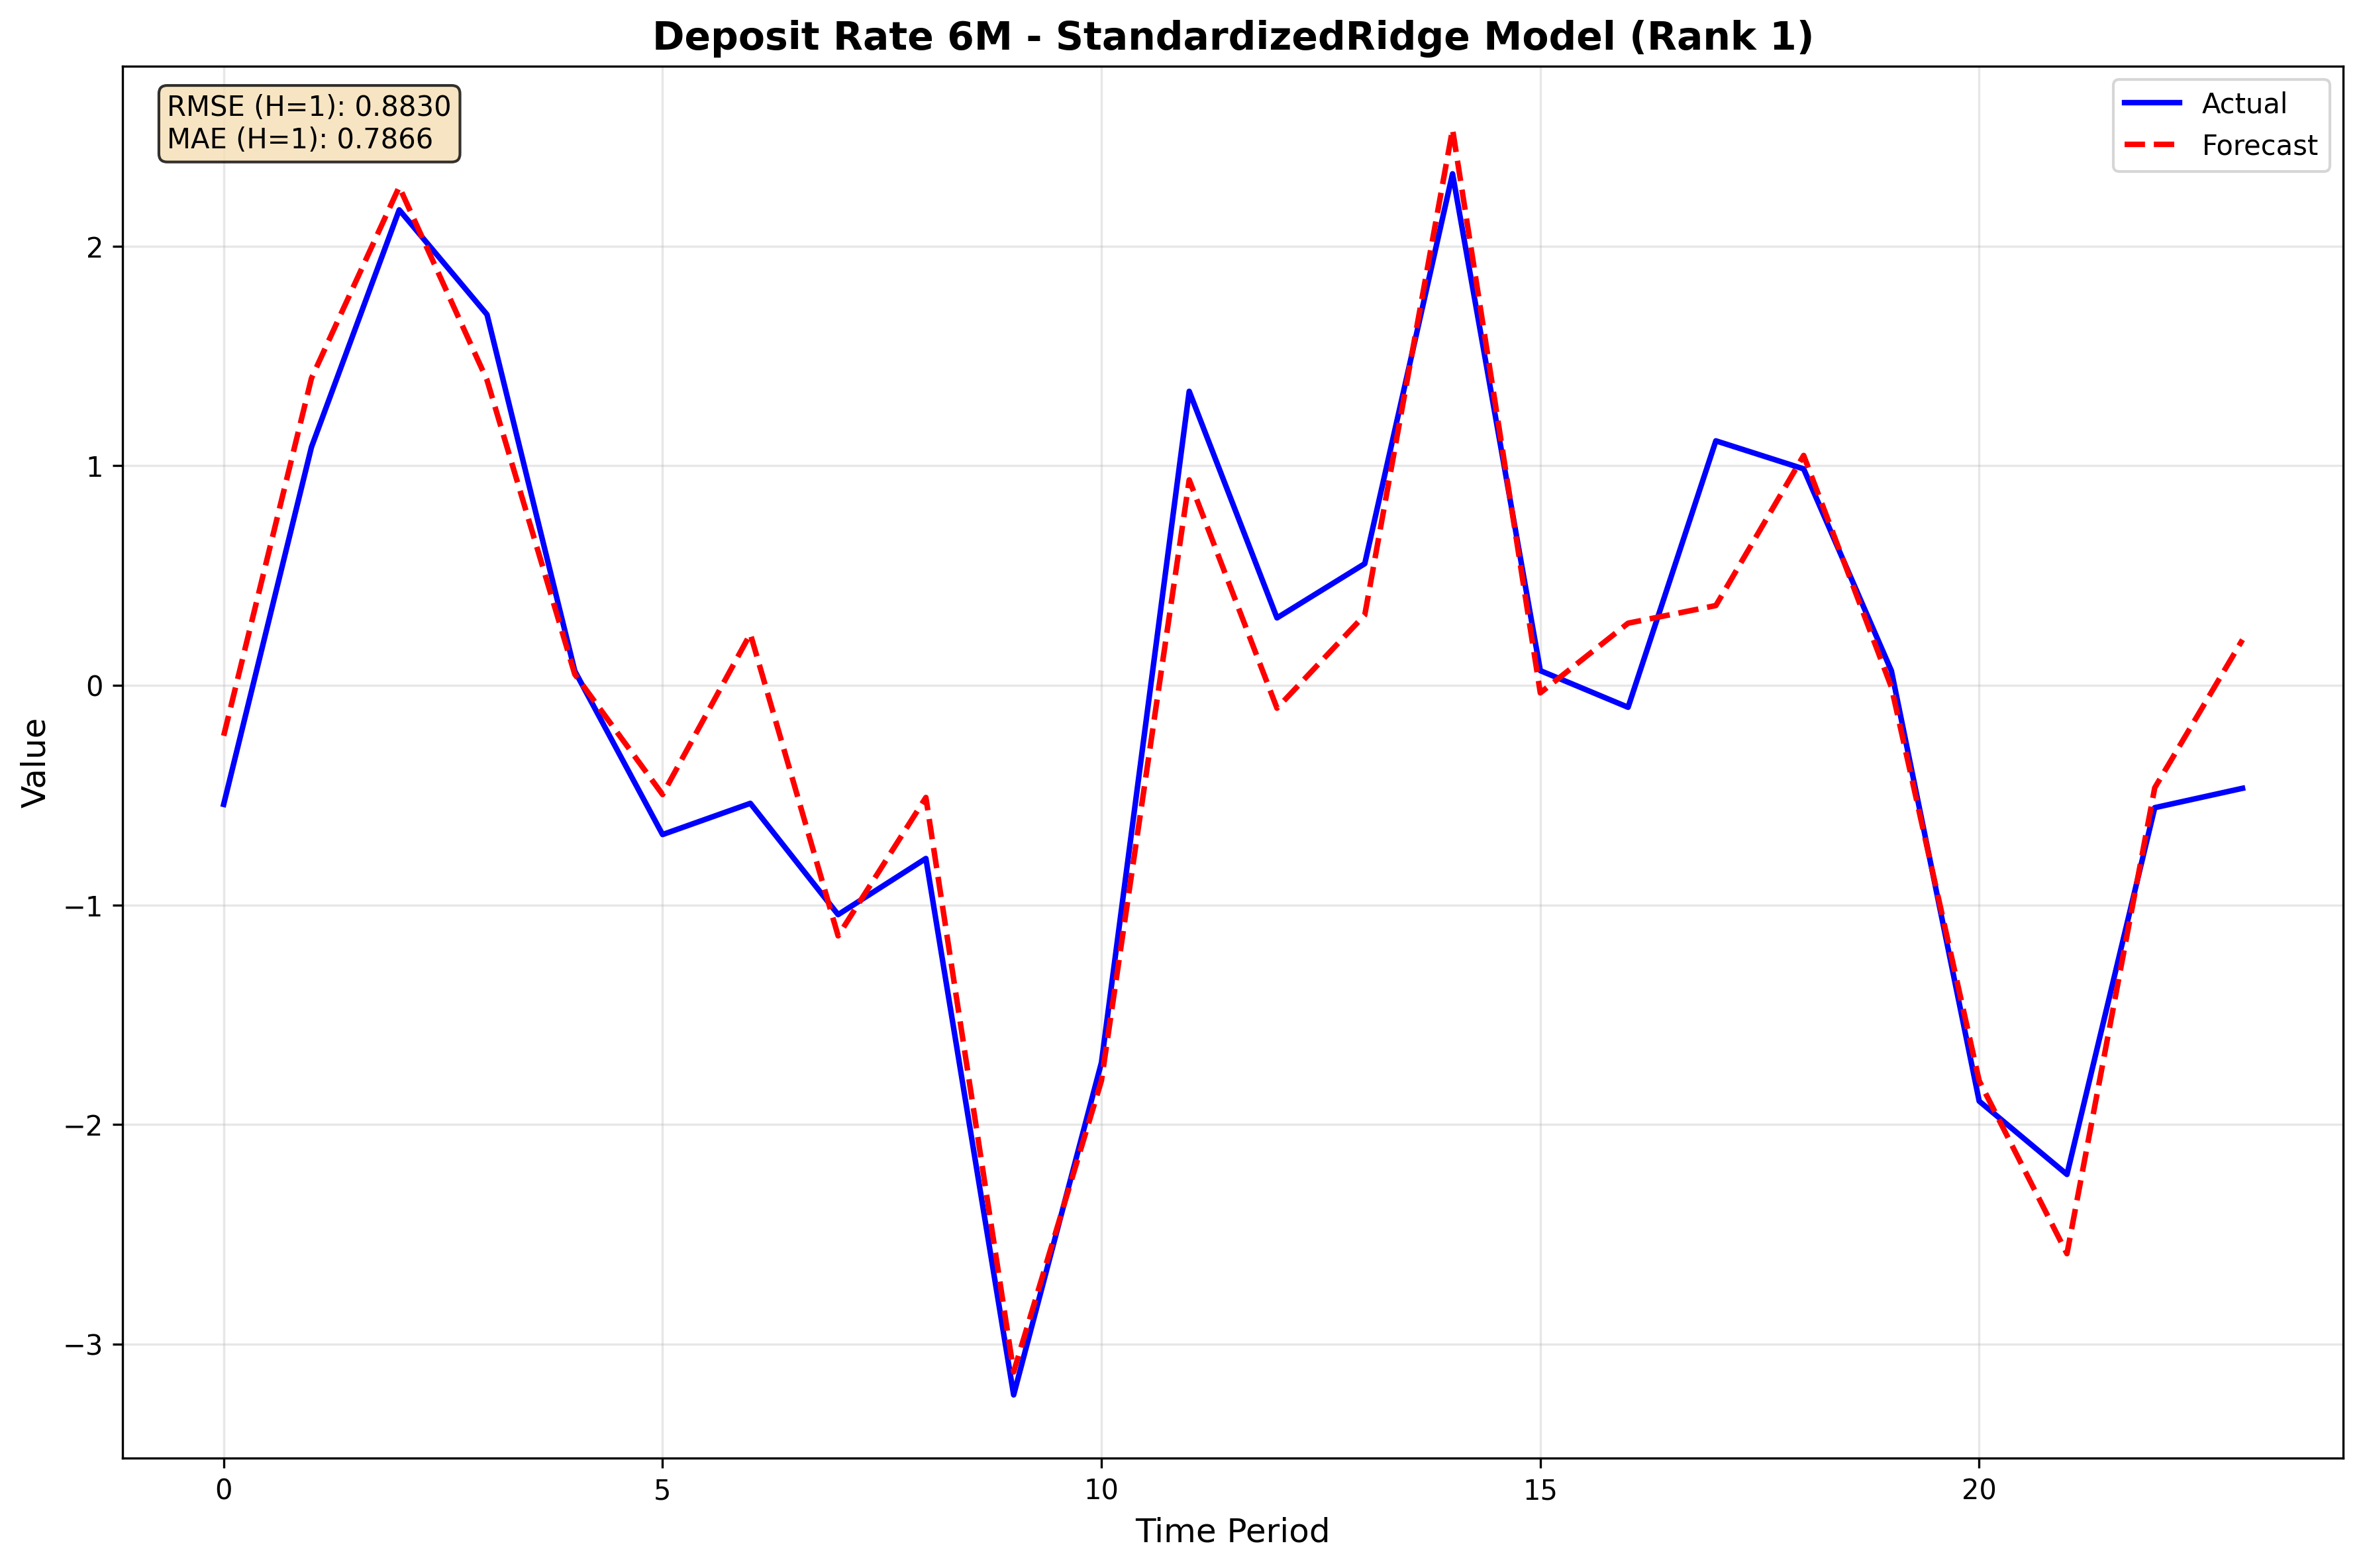 Deposit Rate 6M - StandardizedRidge Model (Rank 1)
RMSE (H=1): 0.8830
MAE (H=1): 0.7866
Actual
Forecast
2
1
0
−1
−2
−3
Value
0 5 10 15 20
Time Period